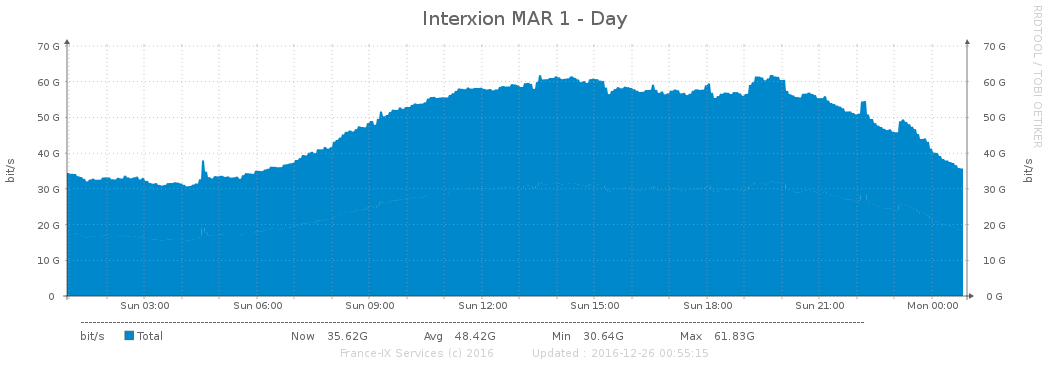 Interxion MAR 1 - Day
RRDTOOL / TOBI OETIKER
70 G 70 G
60 G 60 G
50 G 50 G
40 G 40 G
30 G 30 G
20 G 20 G
10 G 10 G
0 0 G
bit/s bit/s
Sun 03:00 Sun 06:00 Sun 09:00 Sun 12:00 Sun 15:00 Sun 18:00 Sun 21:00 Mon 00:00
bit/s Total Now 35.62G Avg 48.42G Min 30.64G Max 61.83G
France-IX Services (c) 2016 Updated : 2016-12-26 00:55:15